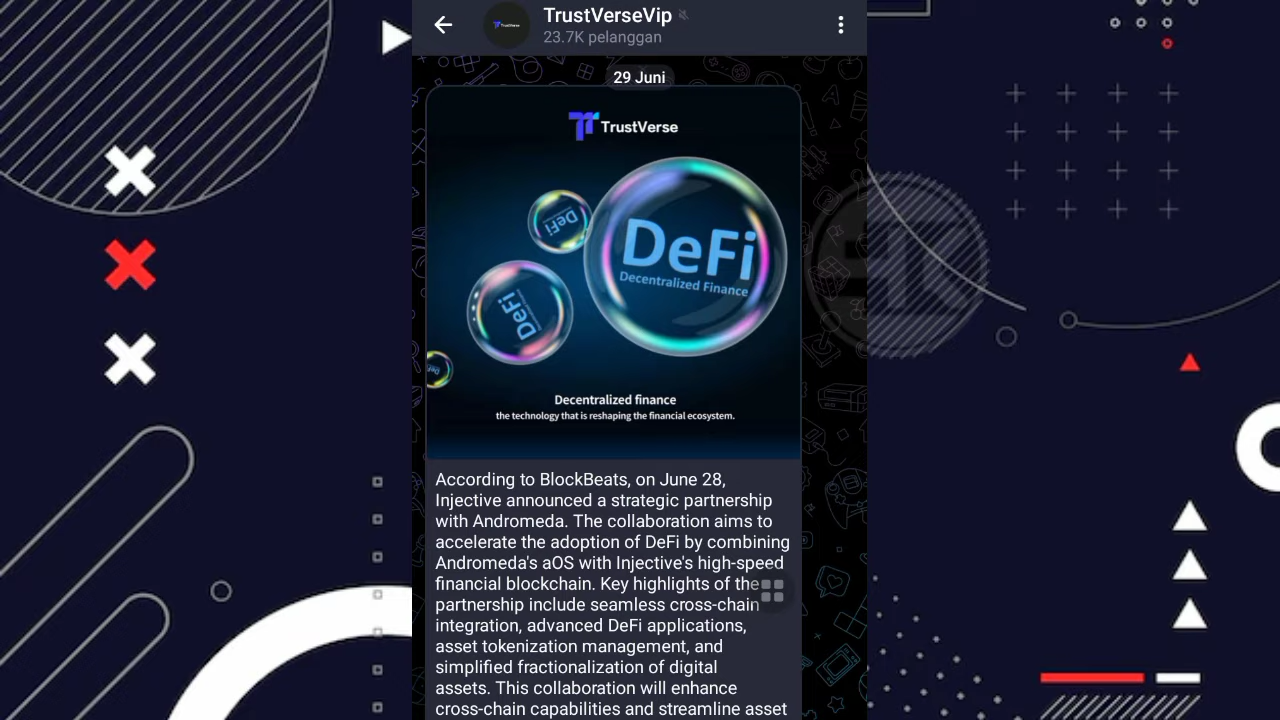 TrustVerseVip
23.7K pelanggan
29 Juni
TrustVerse
DeFi
DeFi
Decentralized Finance
DeFi
DeFi
Decentralized finance
the technology that is reshaping the financial ecosystem.
According to BlockBeats, on June 28,
Injective announced a strategic partnership
with Andromeda. The collaboration aims to
accelerate the adoption of DeFi by combining
Andromeda's aOS with Injective's high-speed
financial blockchain. Key highlights of the
partnership include seamless cross-chain
integration, advanced DeFi applications,
asset tokenization management, and
simplified fractionalization of digital
assets. This collaboration will enhance
cross-chain capabilities and streamline asset